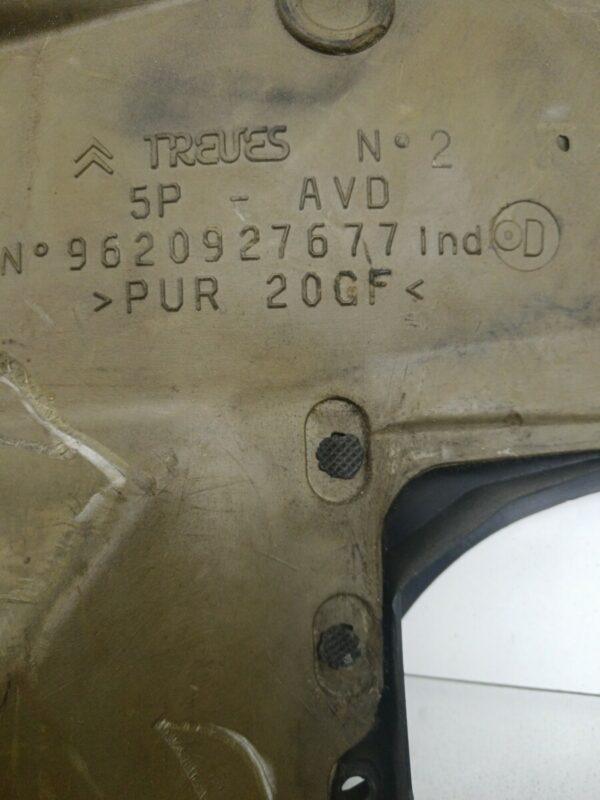 TREVES N°2
5P - AVD
N°9620927677 Ind. D
>PUR 20GF<